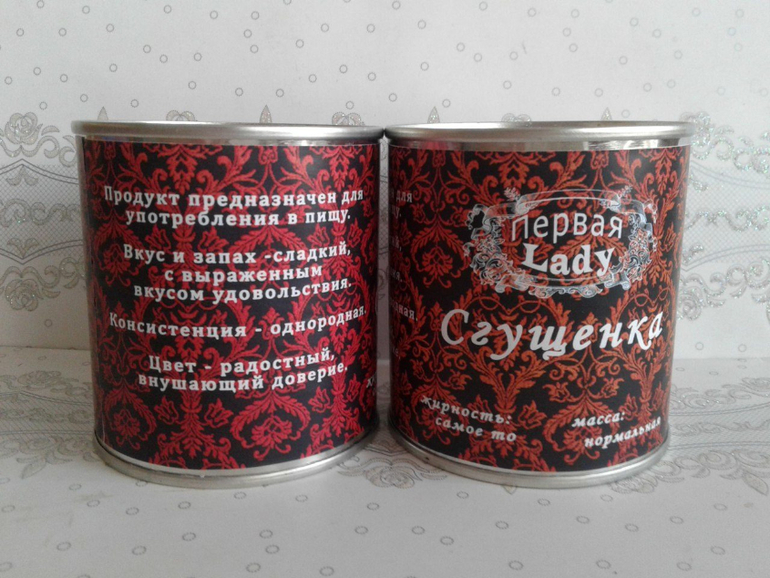 Продукт предназначен для
употребления в пищу.
Вкус и запах -сладкий,
с выраженным
вкусом удовольствия.
Консистенция - однородная.
Цвет - радостный,
внушающий доверие.
Первая
Lady
Сгущенка
жирность:
самое то
масса:
нормальная